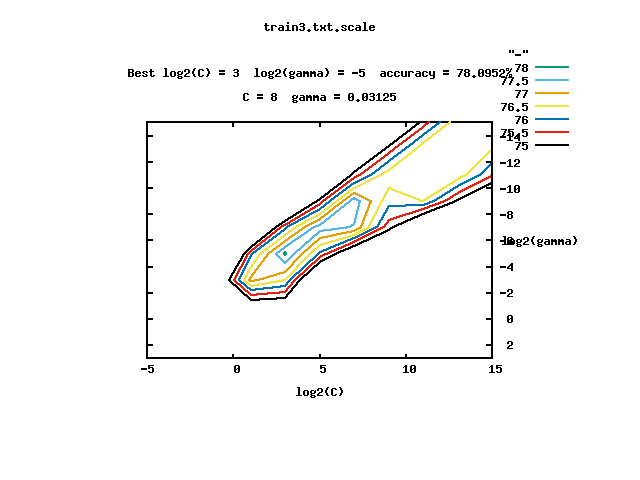 train3.txt.scale
"-"
78
Best log2(C) = 3  log2(gamma) = -5  accuracy = 78.0952%
77.5
77
C = 8  gamma = 0.03125
76.5
76
75.5
-14
75
-12
-10
-8
-6
log2(gamma)
-4
-2
0
2
-5 0 5 10 15
log2(C)